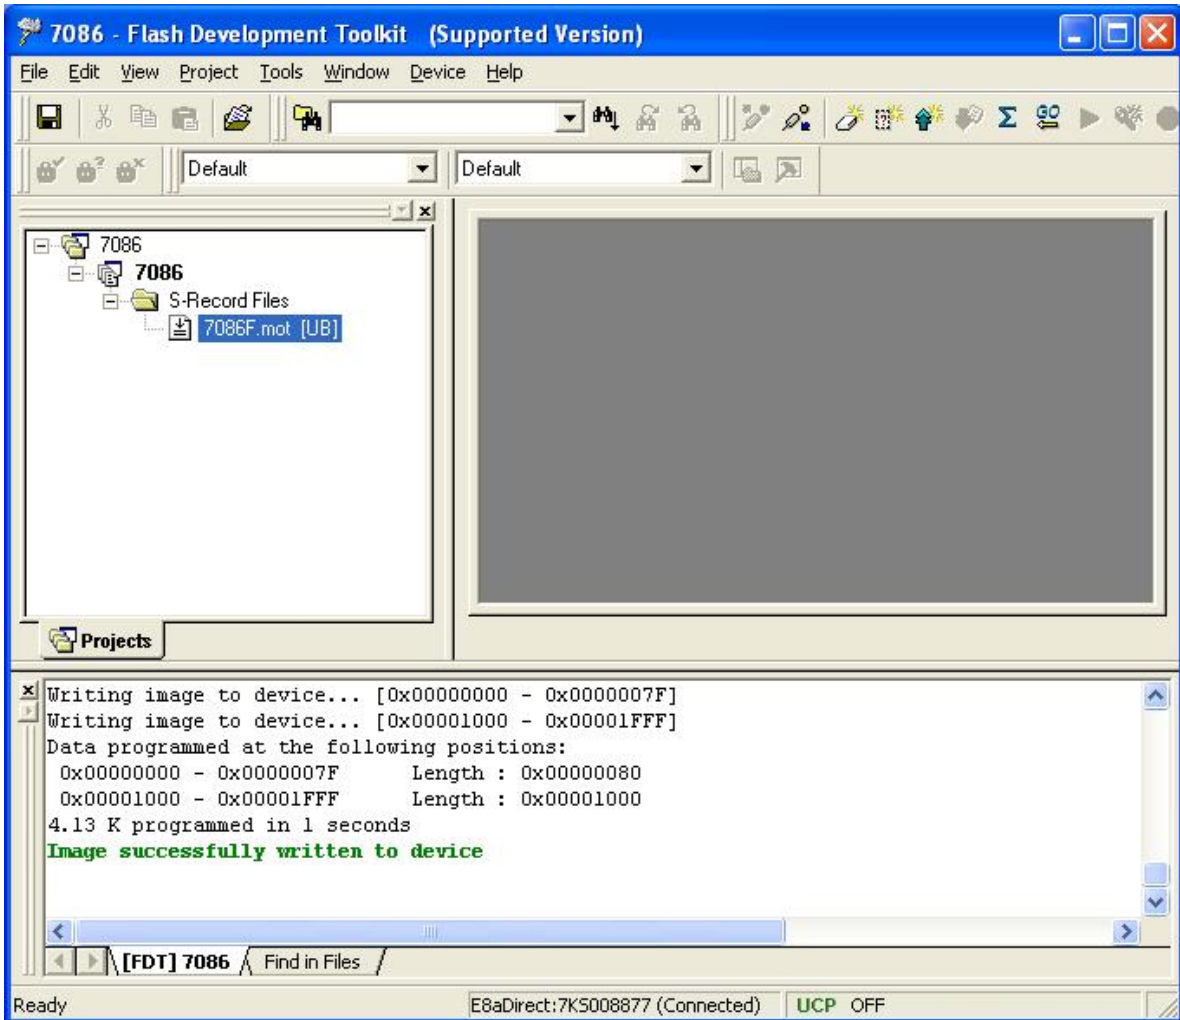 7086 - Flash Development Toolkit (Supported Version)
File Edit View Project Tools Window Device Help
Σ GO
Default Default
7086
7086
S-Record Files
7086F.mot [UB]
Projects
Writing image to device... [0x00000000 - 0x0000007F]
Writing image to device... [0x00001000 - 0x00001FFF]
Data programmed at the following positions:
0x00000000 - 0x0000007F Length : 0x00000080
0x00001000 - 0x00001FFF Length : 0x00001000
4.13 K programmed in 1 seconds
Image successfully written to device
[FDT] 7086 Find in Files
Ready E8aDirect:7KS008877 (Connected) UCP OFF